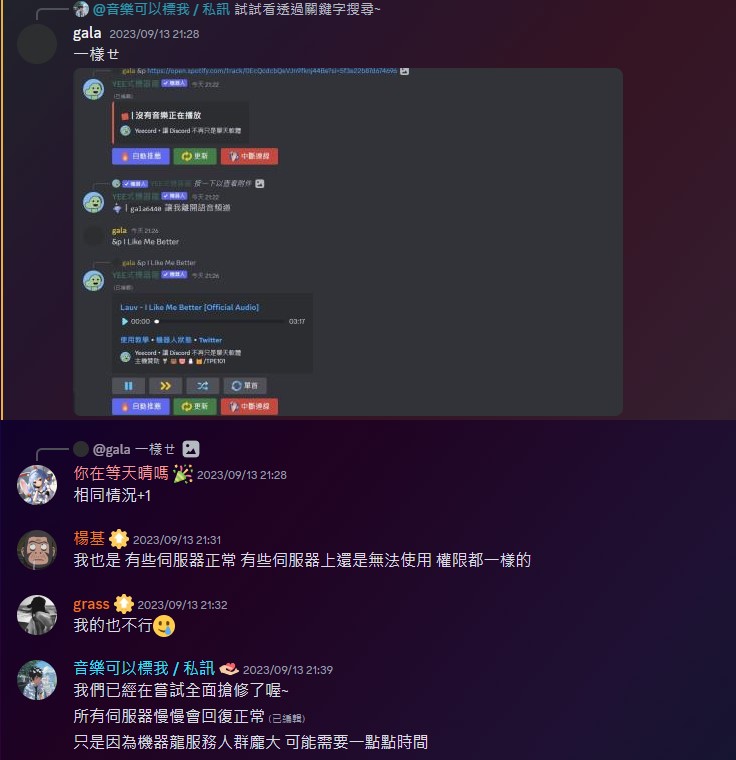 @音樂可以標我 / 私訊 試試看透過關鍵字搜尋~
gala 2023/09/13 21:28
一樣ㄝ
gala &p
YEE式機器龍 機器人 今天 21:22
(已編輯)
| 沒有音樂正在播放
Yeecord • 讓 Discord 不再只是聊天軟體
自動推薦 更新 中斷連線
機器人 YEE式機器龍 按一下以查看附件
YEE式機器龍 機器人 今天 21:22
| gala6440 讓我離開語音頻道
gala 今天 21:26
&p I Like Me Better
gala &p I Like Me Better
YEE式機器龍 機器人 今天 21:26
(已編輯)
Lauv - I Like Me Better [Official Audio]
00:00 03:17
使用教學 • 機器人狀態 • Twitter
Yeecord • 讓 Discord 不再只是聊天軟體
主機贊助 /TPE101
單首
自動推薦 更新 中斷連線
@gala 一樣ㄝ
你在等天晴嗎 2023/09/13 21:28
相同情況+1
楊基 2023/09/13 21:31
我也是 有些伺服器正常 有些伺服器上還是無法使用 權限都一樣的
grass 2023/09/13 21:32
我的也不行
音樂可以標我 / 私訊 2023/09/13 21:39
我們已經在嘗試全面搶修了喔~
所有伺服器慢慢會回復正常 (已編輯)
只是因為機器龍服務人群龐大 可能需要一點點時間